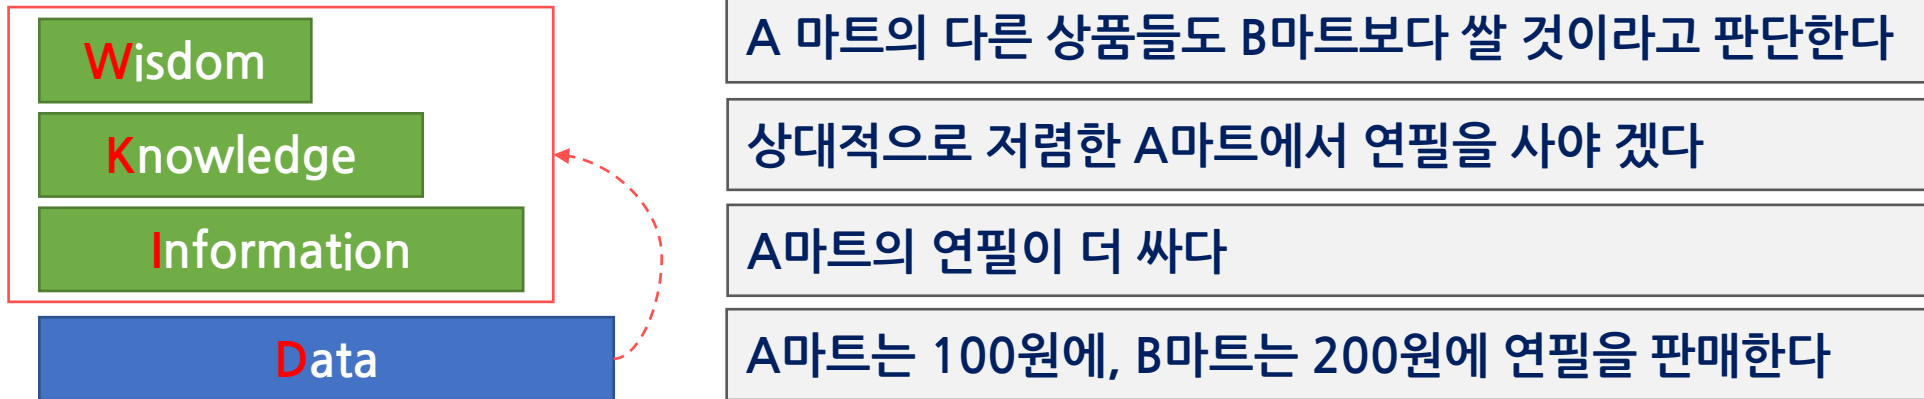 Wisdom
A 마트의 다른 상품들도 B마트보다 쌀 것이라고 판단한다
Knowledge
상대적으로 저렴한 A마트에서 연필을 사야 겠다
Information
A마트의 연필이 더 싸다
Data
A마트는 100원에, B마트는 200원에 연필을 판매한다